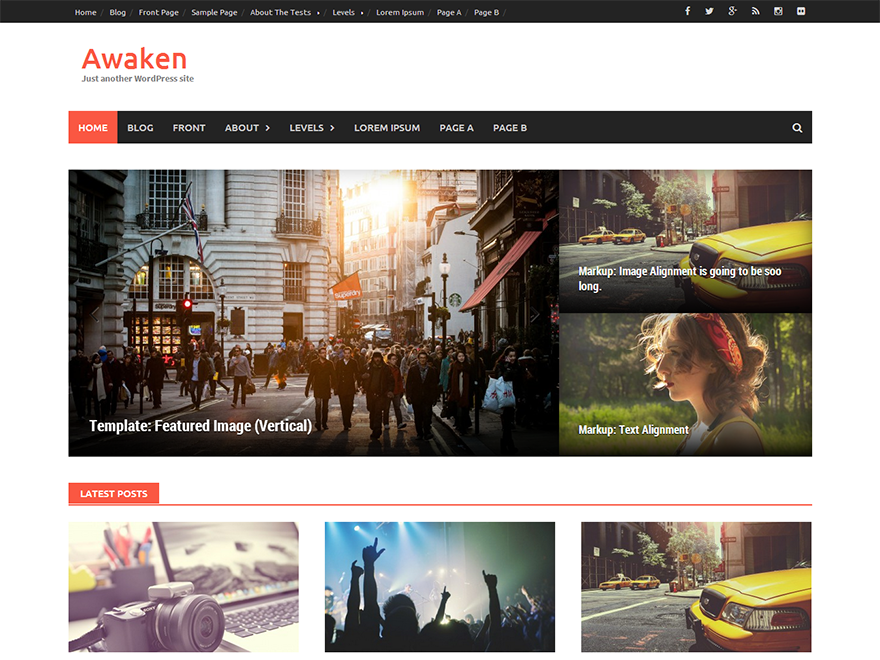 Home / Blog / Front Page / Sample Page / About The Tests / Levels / Lorem Ipsum / Page A / Page B /
Awaken
Just another WordPress site
HOME BLOG FRONT ABOUT LEVELS LOREM IPSUM PAGE A PAGE B
Superdry.
Markup: Image Alignment is going to be soo
long.
Template: Featured Image (Vertical)
Markup: Text Alignment
LATEST POSTS
SONY